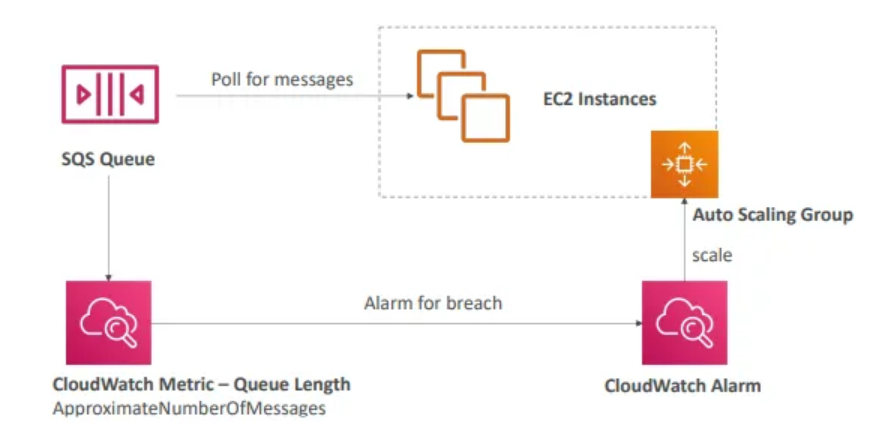 Poll for messages
EC2 Instances
SQS Queue
Auto Scaling Group
scale
Alarm for breach
CloudWatch Metric – Queue Length
ApproximateNumberOfMessages
CloudWatch Alarm